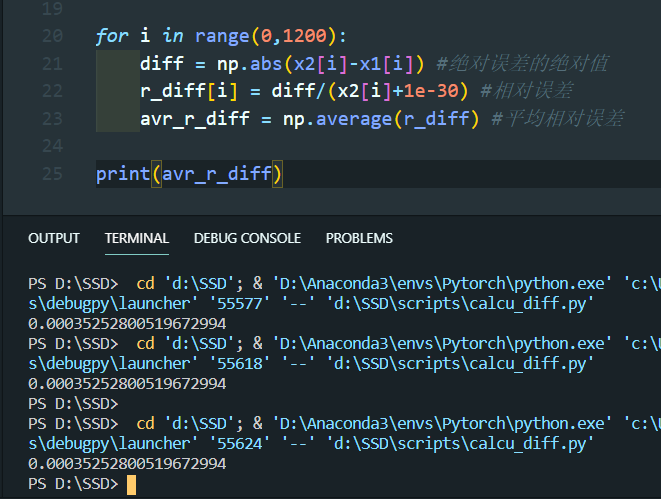 19
20 for i in range(0,1200):
21 diff = np.abs(x2[i]-x1[i]) #绝对误差的绝对值
22 r_diff[i] = diff/(x2[i]+1e-30) #相对误差
23 avr_r_diff = np.average(r_diff) #平均相对误差
24
25 print(avr_r_diff)
OUTPUT TERMINAL DEBUG CONSOLE PROBLEMS
PS D:\SSD> cd 'd:\SSD'; & 'D:\Anaconda3\envs\Pytorch\python.exe' 'c:\U
s\debugpy\launcher' '55577' '--' 'd:\SSD\scripts\calcu_diff.py'
0.00035252800519672994
PS D:\SSD> cd 'd:\SSD'; & 'D:\Anaconda3\envs\Pytorch\python.exe' 'c:\U
s\debugpy\launcher' '55618' '--' 'd:\SSD\scripts\calcu_diff.py'
0.00035252800519672994
PS D:\SSD>
PS D:\SSD> cd 'd:\SSD'; & 'D:\Anaconda3\envs\Pytorch\python.exe' 'c:\U
s\debugpy\launcher' '55624' '--' 'd:\SSD\scripts\calcu_diff.py'
0.00035252800519672994
PS D:\SSD>